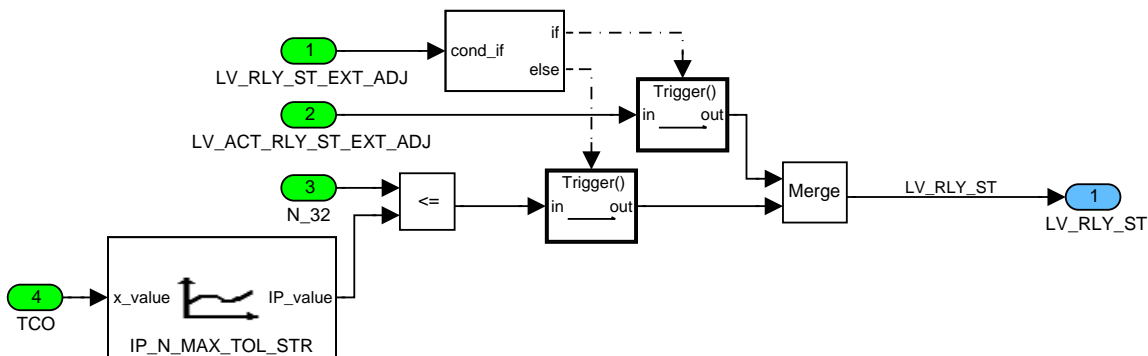 if
1
cond_if
else
LV_RLY_ST_EXT_ADJ
Trigger()
2
in out
LV_ACT_RLY_ST_EXT_ADJ
Trigger()
3
<=
in out
Merge
LV_RLY_ST
1
N_32
LV_RLY_ST
4
x_value IP_value
TCO
IP_N_MAX_TOL_STR